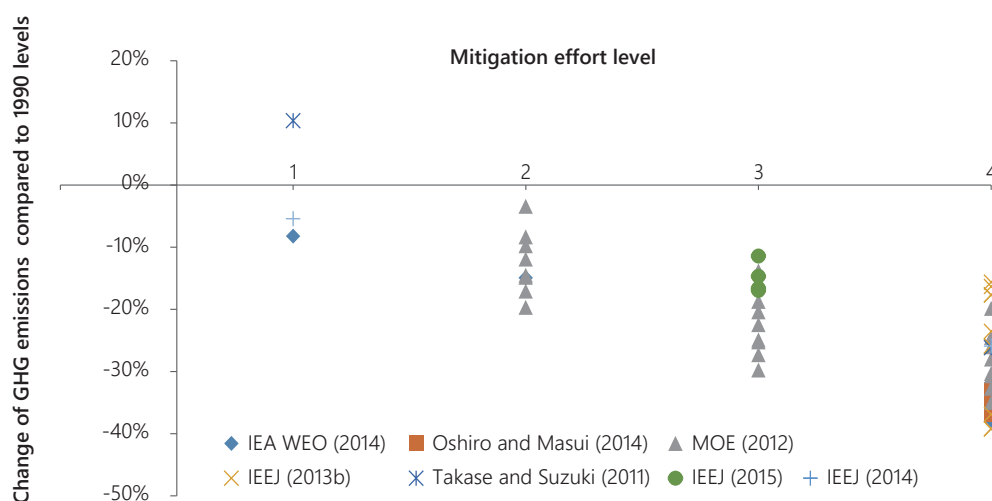 Change of GHG emissions compared to 1990 levels
Mitigation effort level
20%
10%
0%
-10%
-20%
-30%
-40%
-50%
1 2 3 4
IEA WEO (2014) Oshiro and Masui (2014) MOE (2012)
IEEJ (2013b) Takase and Suzuki (2011) IEEJ (2015) IEEJ (2014)